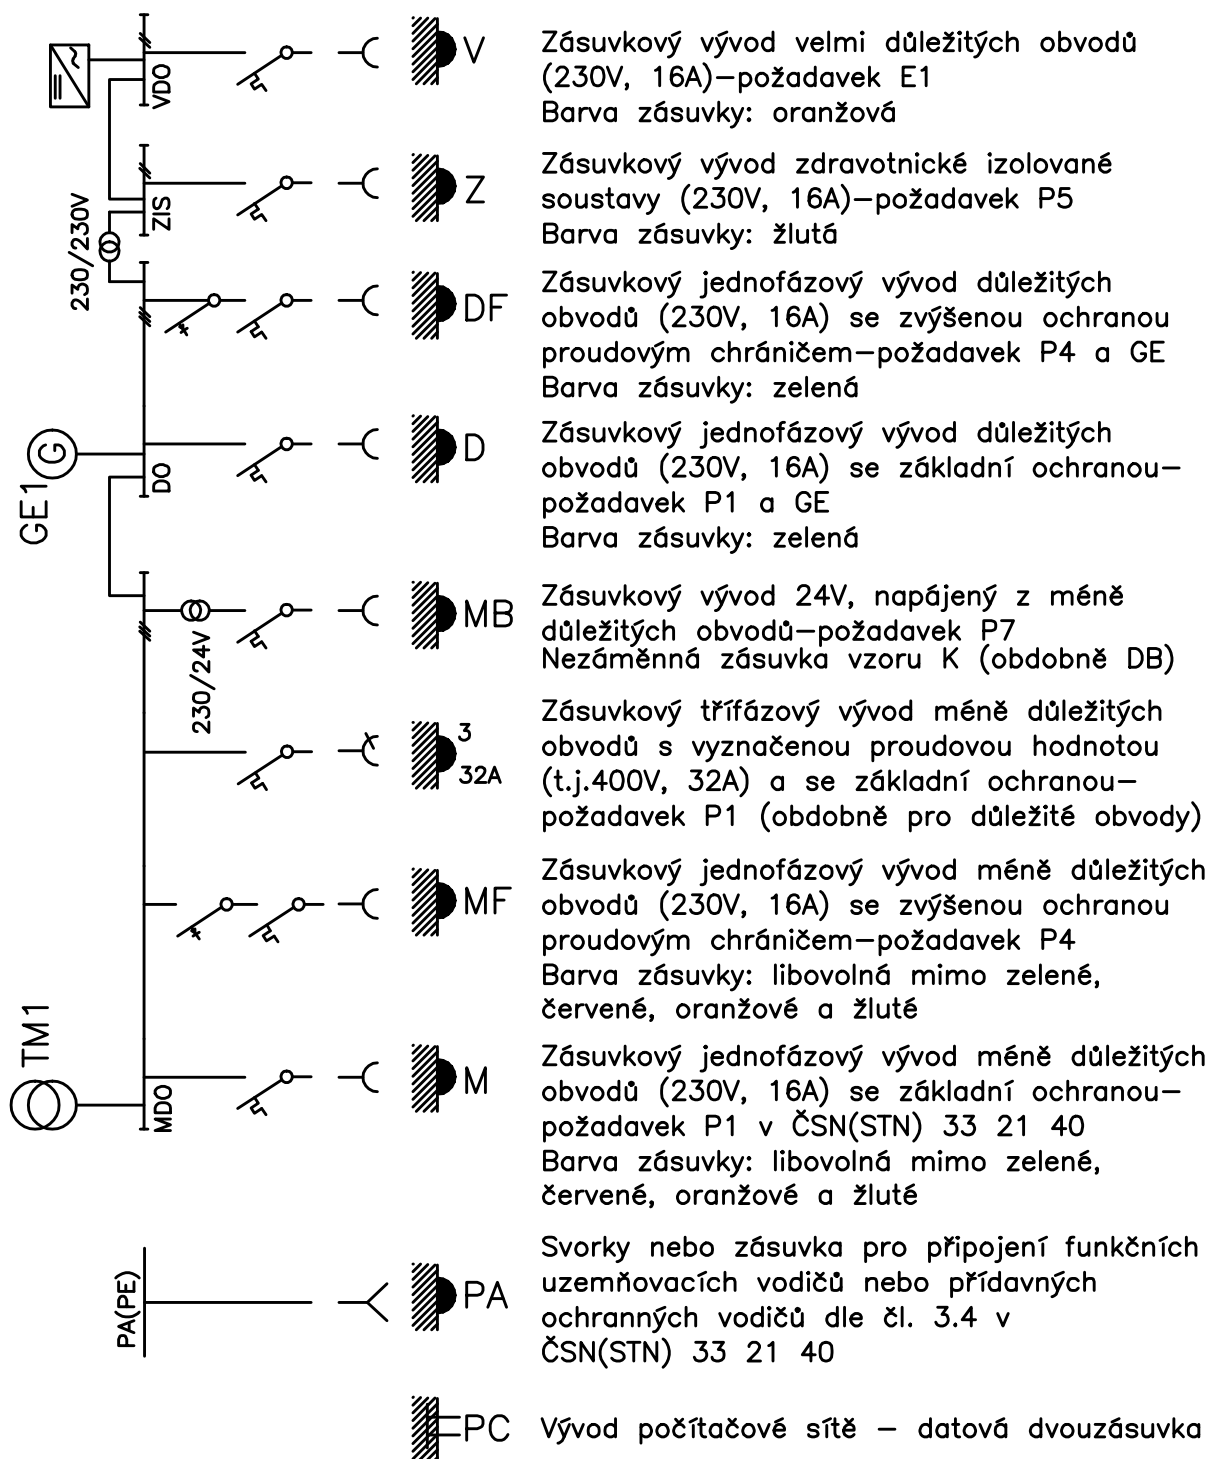 V
Zásuvkový vývod velmi důležitých obvodů
(230V, 16A)–požadavek E1
Barva zásuvky: oranžová
VDO
Z
Zásuvkový vývod zdravotnické izolované
soustavy (230V, 16A)–požadavek P5
Barva zásuvky: žlutá
ZIS
230/230V
DF
Zásuvkový jednofázový vývod důležitých
obvodů (230V, 16A) se zvýšenou ochranou
proudovým chráničem–požadavek P4 a GE
Barva zásuvky: zelená
G
GE1
DO
D
Zásuvkový jednofázový vývod důležitých
obvodů (230V, 16A) se základní ochranou–
požadavek P1 a GE
Barva zásuvky: zelená
230/24V
MB
Zásuvkový vývod 24V, napájený z méně
důležitých obvodů–požadavek P7
Nezáměnná zásuvka vzoru K (obdobně DB)
3
32A
Zásuvkový třífázový vývod méně důležitých
obvodů s vyznačenou proudovou hodnotou
(t.j.400V, 32A) a se základní ochranou–
požadavek P1 (obdobně pro důležité obvody)
MF
Zásuvkový jednofázový vývod méně důležitých
obvodů (230V, 16A) se zvýšenou ochranou
proudovým chráničem–požadavek P4
Barva zásuvky: libovolná mimo zelené,
červené, oranžové a žluté
TM1
MDO
M
Zásuvkový jednofázový vývod méně důležitých
obvodů (230V, 16A) se základní ochranou–
požadavek P1 v ČSN(STN) 33 21 40
Barva zásuvky: libovolná mimo zelené,
červené, oranžové a žluté
PA(PE)
PA
Svorky nebo zásuvka pro připojení funkčních
uzemňovacích vodičů nebo přídavných
ochranných vodičů dle čl. 3.4 v
ČSN(STN) 33 21 40
PC
Vývod počítačové sítě – datová dvouzásuvka